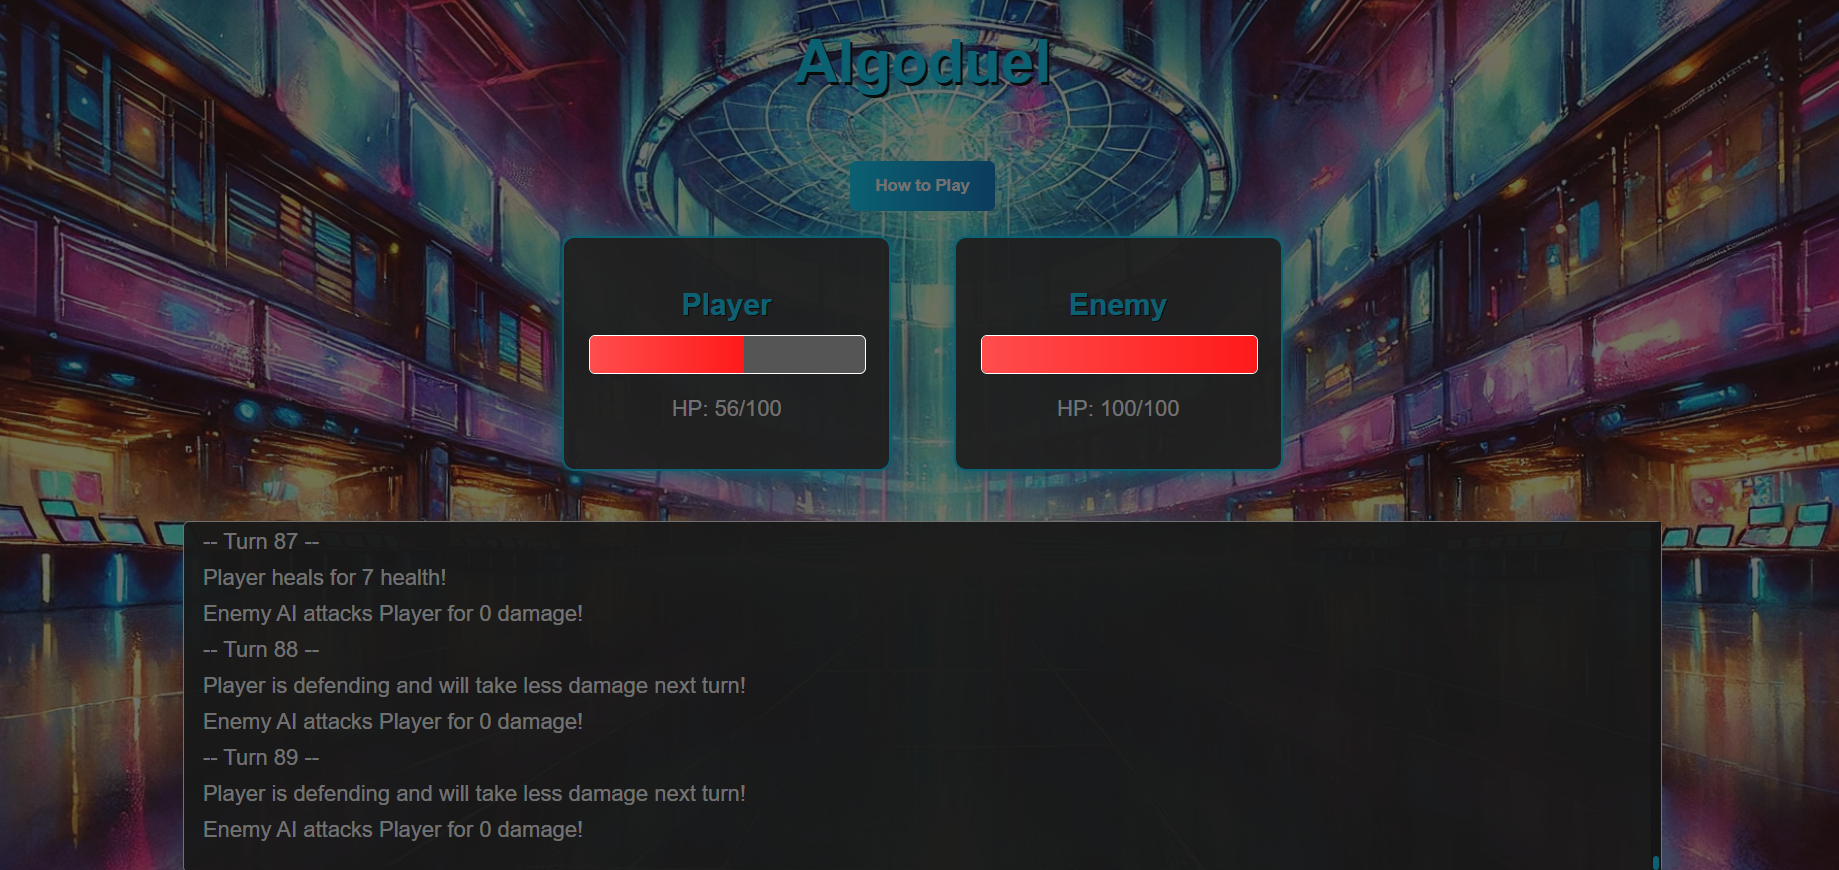 Algoduel
How to Play
Player
HP: 56/100
Enemy
HP: 100/100
-- Turn 87 --
Player heals for 7 health!
Enemy AI attacks Player for 0 damage!
-- Turn 88 --
Player is defending and will take less damage next turn!
Enemy AI attacks Player for 0 damage!
-- Turn 89 --
Player is defending and will take less damage next turn!
Enemy AI attacks Player for 0 damage!